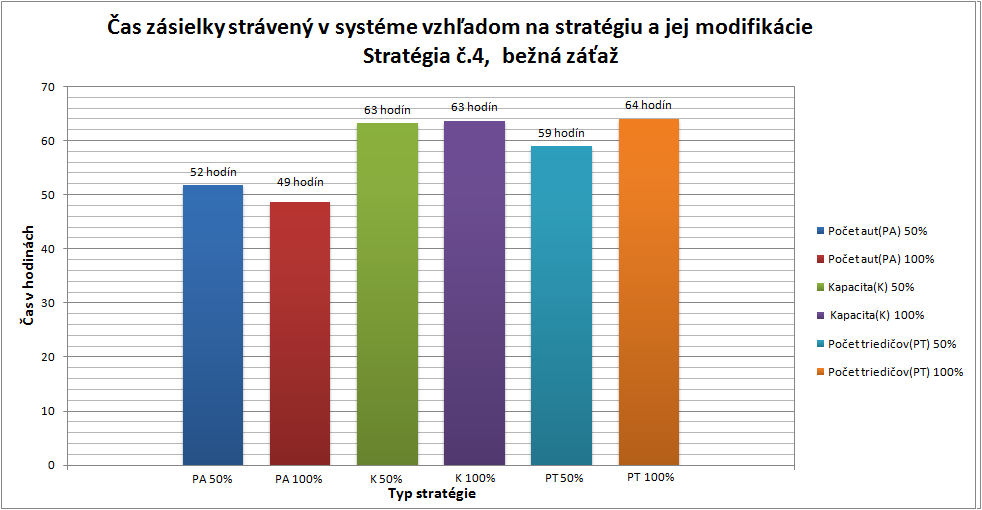 Čas zásielky strávený v systéme vzhľadom na stratégiu a jej modifikácie
Stratégia č.4, bežná záťaž
Čas v hodinách
70
60
50
40
30
20
10
0
52 hodín
49 hodín
63 hodín
63 hodín
59 hodín
64 hodín
PA 50%
PA 100%
K 50%
K 100%
PT 50%
PT 100%
Typ stratégie
Počet aut(PA) 50%
Počet aut(PA) 100%
Kapacita(K) 50%
Kapacita(K) 100%
Počet triedičov(PT) 50%
Počet triedičov(PT) 100%